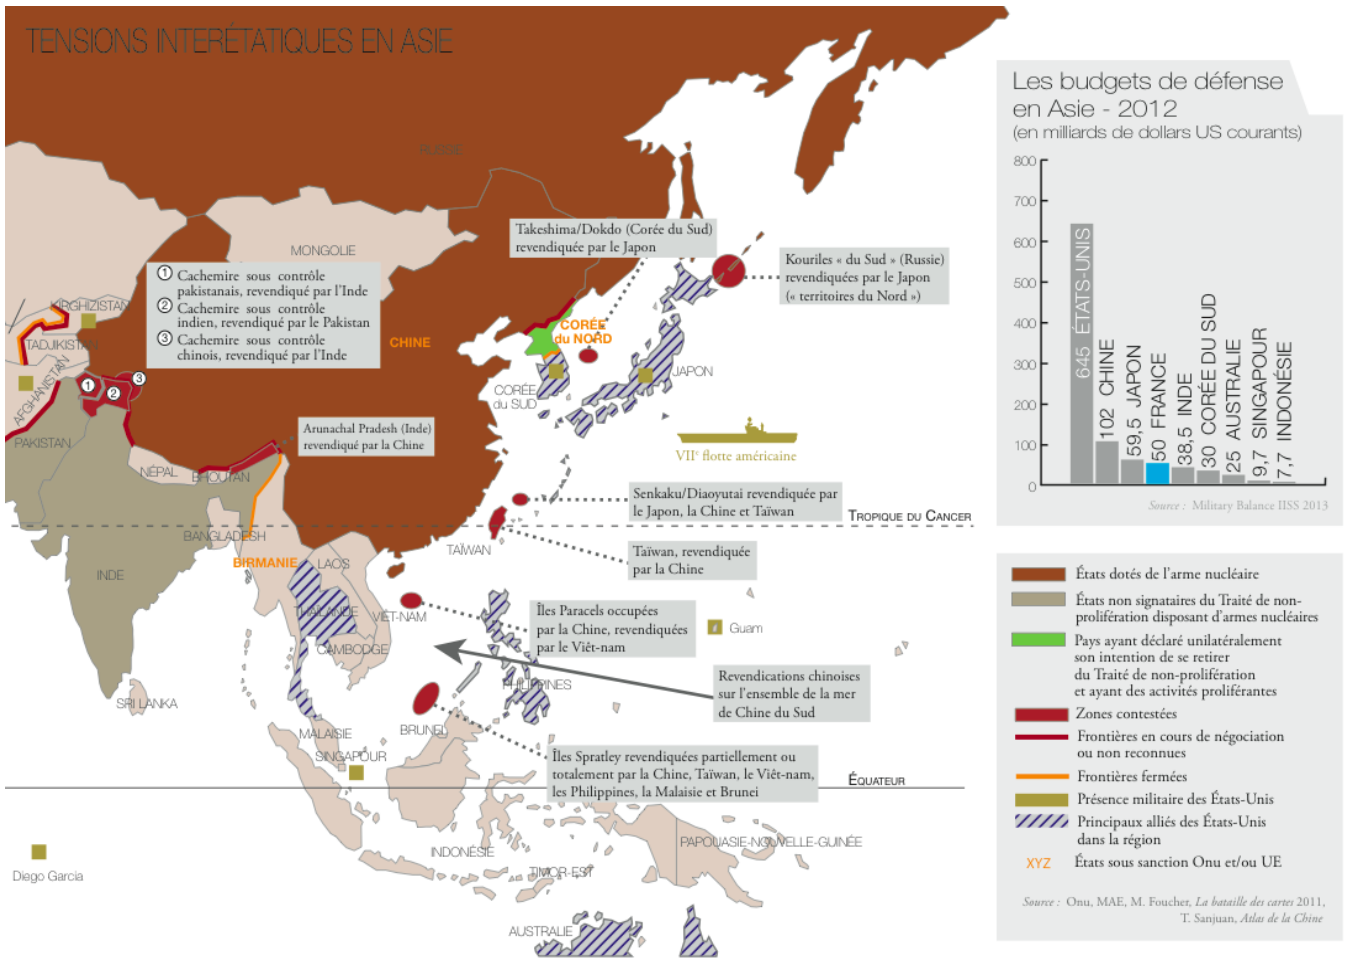 TENSIONS INTERÉTATIQUES EN ASIE
RUSSIE
MONGOLIE
Takeshima/Dokdo (Corée du Sud)
revendiquée par le Japon
Kouriles « du Sud » (Russie)
revendiquées par le Japon
(« territoires du Nord »)
1 Cachemire sous contrôle
pakistanais, revendiqué par l'Inde
2 Cachemire sous contrôle
indien, revendiqué par le Pakistan
3 Cachemire sous contrôle
chinois, revendiqué par l'Inde
KIRGHIZISTAN
TADJIKISTAN
AFGHANISTAN
PAKISTAN
1
2
3
CHINE
CORÉE
du NORD
CORÉE
du SUD
JAPON
Arunachal Pradesh (Inde)
revendiqué par la Chine
VIIe flotte américaine
NÉPAL
BHOUTAN
Senkaku/Diaoyutai revendiquée par
le Japon, la Chine et Taïwan
TROPIQUE DU CANCER
BANGLADESH
TAÏWAN
Taïwan, revendiquée
par la Chine
BIRMANIE
LAOS
INDE
THAÏLANDE
VIÊT-NAM
Îles Paracels occupées
par la Chine, revendiquées
par le Viêt-nam
Guam
CAMBODGE
Revendications chinoises
sur l'ensemble de la mer
de Chine du Sud
PHILIPPINES
SRI LANKA
MALAISIE
BRUNEI
SINGAPOUR
Îles Spratley revendiquées partiellement ou
totalement par la Chine, Taïwan, le Viêt-nam,
les Philippines, la Malaisie et Brunei
ÉQUATEUR
INDONÉSIE
PAPOUASIE-NOUVELLE-GUINÉE
TIMOR-EST
Diego Garcia
AUSTRALIE
Les budgets de défense
en Asie - 2012
(en milliards de dollars US courants)
800
700
600
500
400
300
200
100
0
645 ÉTATS-UNIS
102 CHINE
59,5 JAPON
50 FRANCE
38,5 INDE
30 CORÉE DU SUD
25 AUSTRALIE
9,7 SINGAPOUR
7,7 INDONÉSIE
Source : Military Balance IISS 2013
États dotés de l'arme nucléaire
États non signataires du Traité de non-
prolifération disposant d'armes nucléaires
Pays ayant déclaré unilatéralement
son intention de se retirer
du Traité de non-prolifération
et ayant des activités proliférantes
Zones contestées
Frontières en cours de négociation
ou non reconnues
Frontières fermées
Présence militaire des États-Unis
Principaux alliés des États-Unis
dans la région
XYZ États sous sanction Onu et/ou UE
Source : Onu, MAE, M. Foucher, La bataille des cartes 2011,
T. Sanjuan, Atlas de la Chine